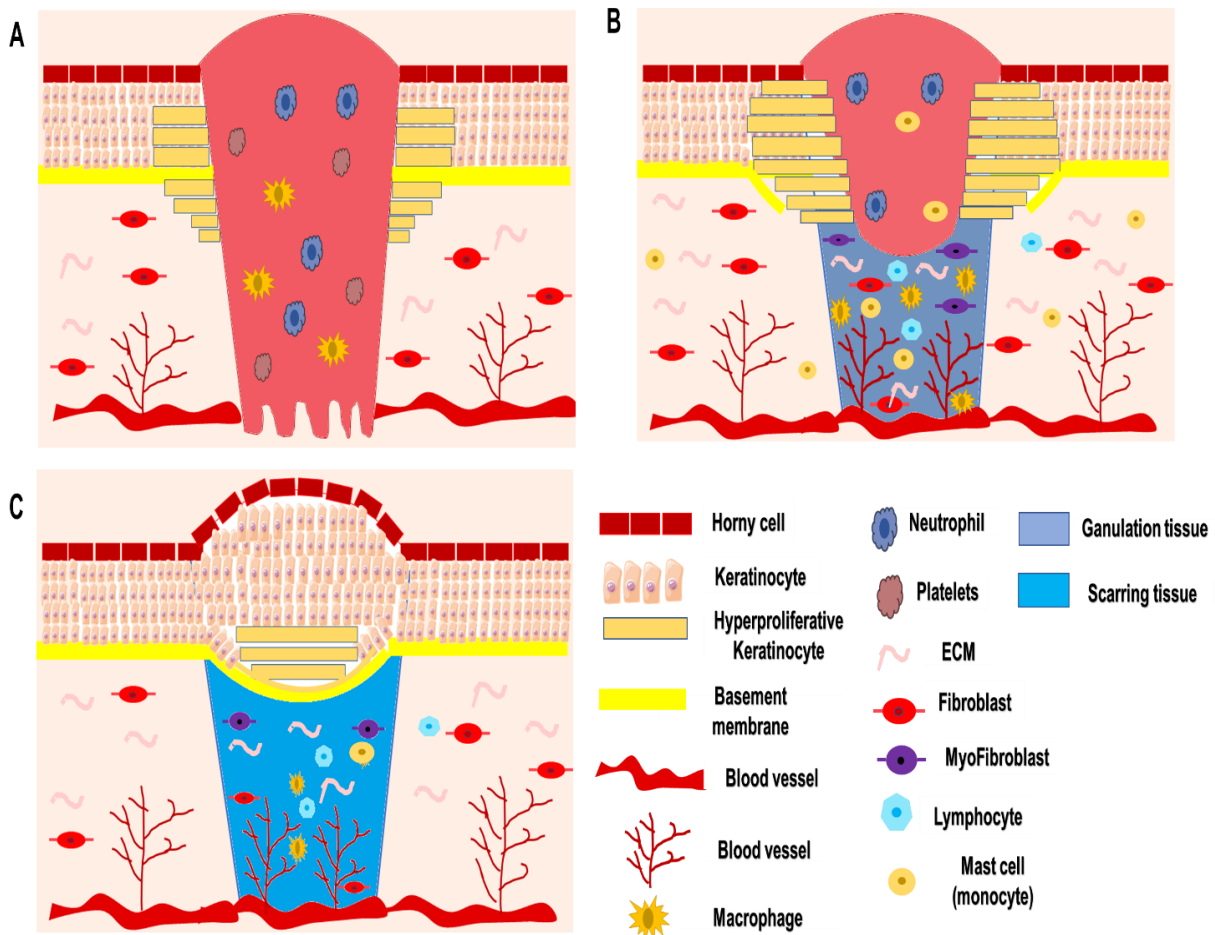 A
B
C
Horny cell
Keratinocyte
Hyperproliferative
Keratinocyte
Basement
membrane
Blood vessel
Blood vessel
Macrophage
Neutrophil
Platelets
ECM
Fibroblast
MyoFibroblast
Lymphocyte
Mast cell
(monocyte)
Ganulation tissue
Scarring tissue